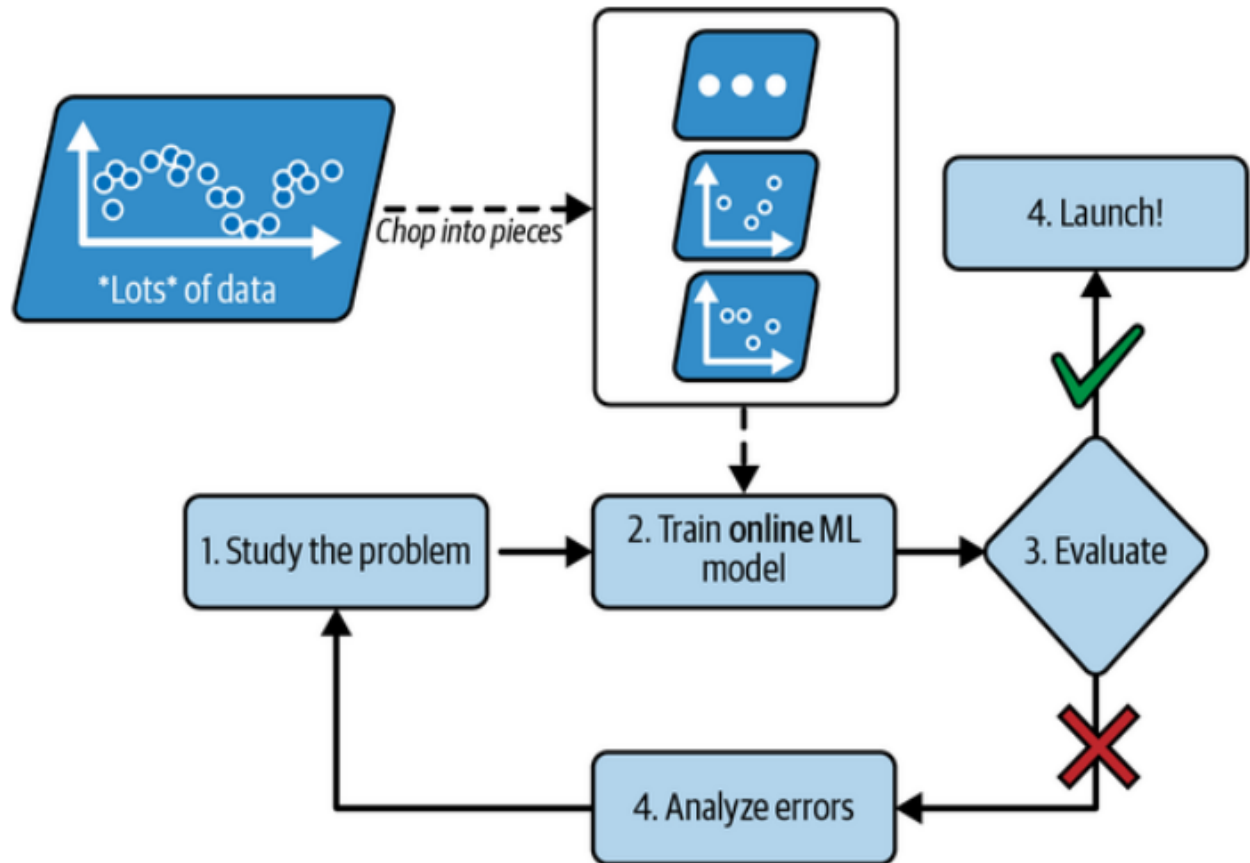 *Lots* of data
Chop into pieces
4. Launch!
1. Study the problem
2. Train online ML
model
3. Evaluate
4. Analyze errors